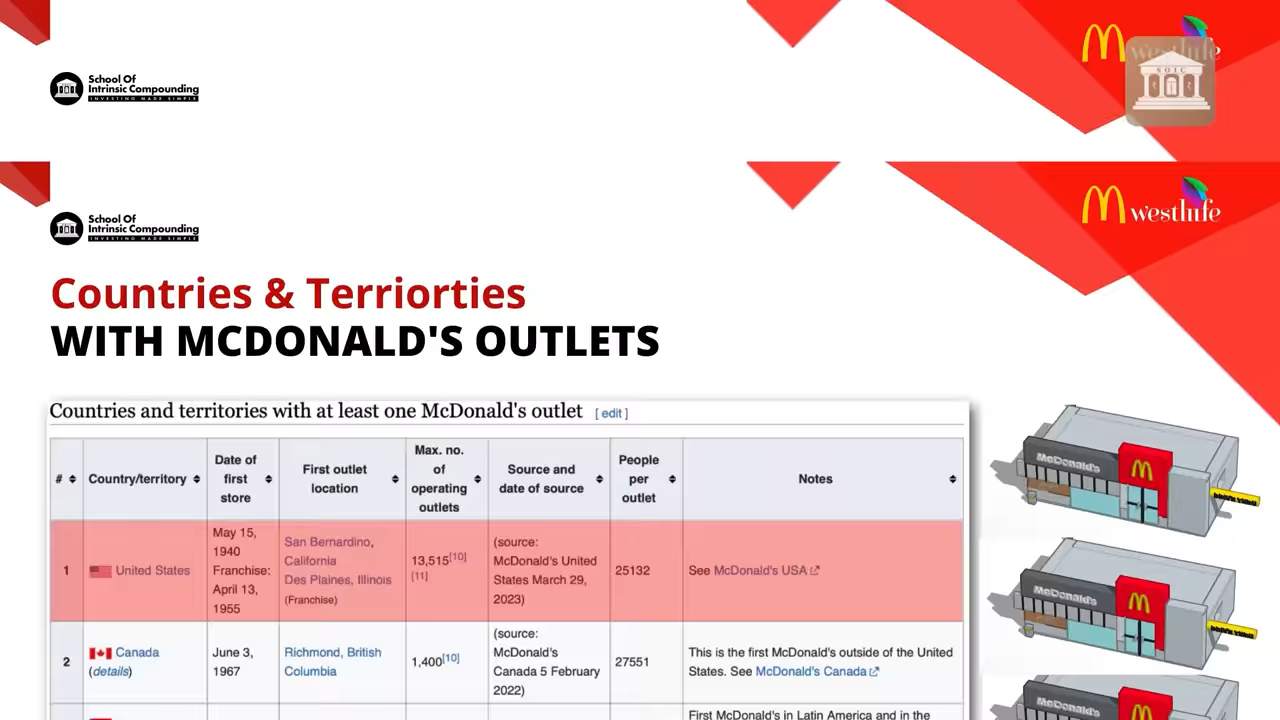 School Of
Intrinsic Compounding
INVESTING MADE SIMPLE
westlife
SOIC
School Of
Intrinsic Compounding
INVESTING MADE SIMPLE
westlife
Countries & Terriorties
WITH MCDONALD'S OUTLETS
Countries and territories with at least one McDonald's outlet [ edit ]
# Country/territory Date of first store First outlet location Max. no. of operating outlets Source and date of source People per outlet Notes
1 United States May 15, 1940 Franchise: April 13, 1955 San Bernardino, California Des Plaines, Illinois (Franchise) 13,515[10][11] (source: McDonald's United States March 29, 2023) 25132 See McDonald's USA
2 Canada (details) June 3, 1967 Richmond, British Columbia 1,400[10] (source: McDonald's Canada 5 February 2022) 27551 This is the first McDonald's outside of the United States. See McDonald's Canada
First McDonald's in Latin America and in the
McDonald's
McDonald's
McDonald's